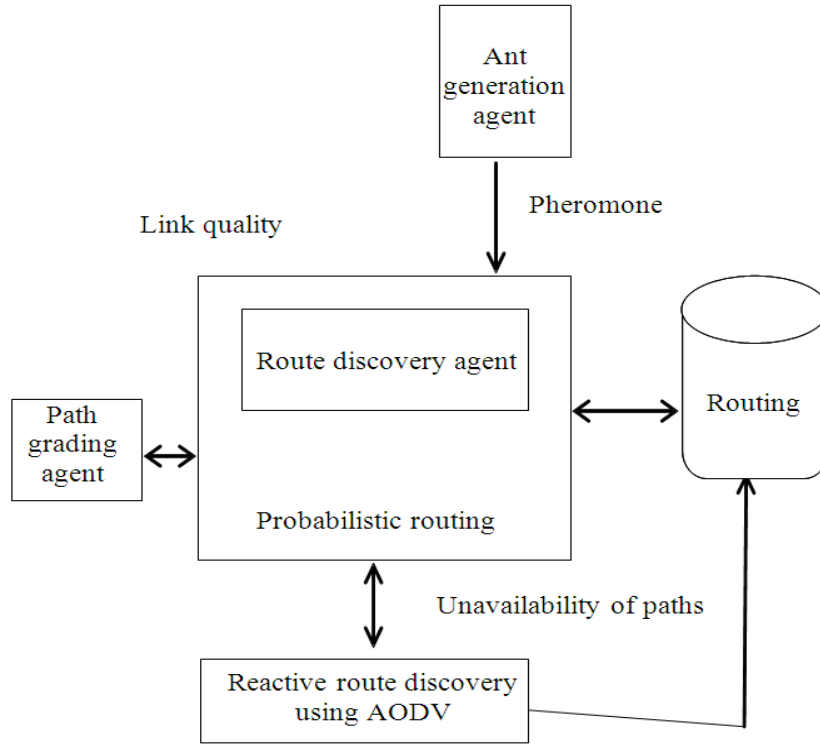 Ant
generation
agent
Pheromone
Link quality
Route discovery agent
Routing
Path
grading
agent
Probabilistic routing
Unavailability of paths
Reactive route discovery
using AODV